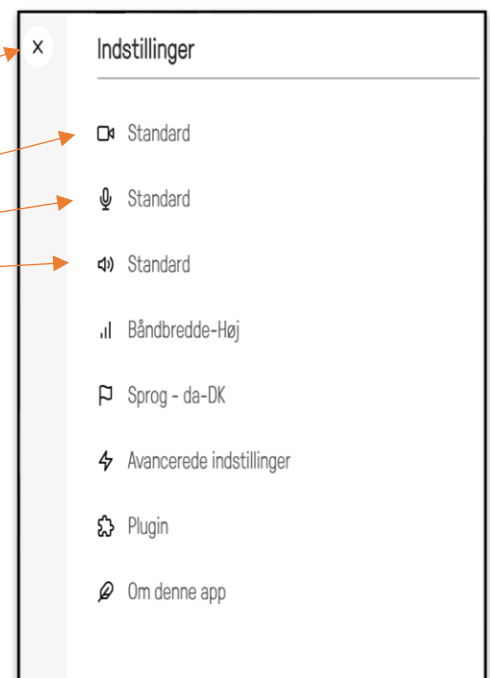 Indstillinger
Standard
Standard
Standard
Båndbredde-Høj
Sprog - da-DK
Avancerede indstillinger
Plugin
Om denne app